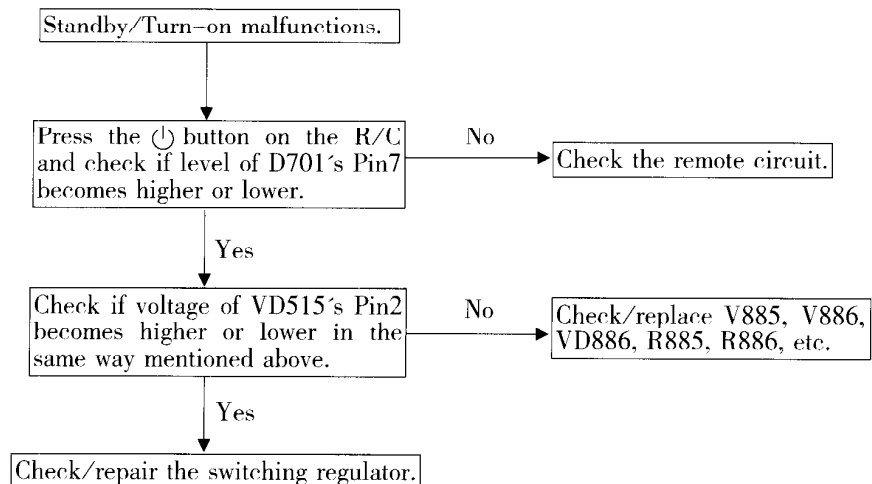 Standby/Turn-on malfunctions.
Press the ⏻ button on the R/C
and check if level of D701´s Pin7
becomes higher or lower.
No
Check the remote circuit.
Yes
Check if voltage of VD515´s Pin2
becomes higher or lower in the
same way mentioned above.
No
Check/replace V885, V886,
VD886, R885, R886, etc.
Yes
Check/repair the switching regulator.